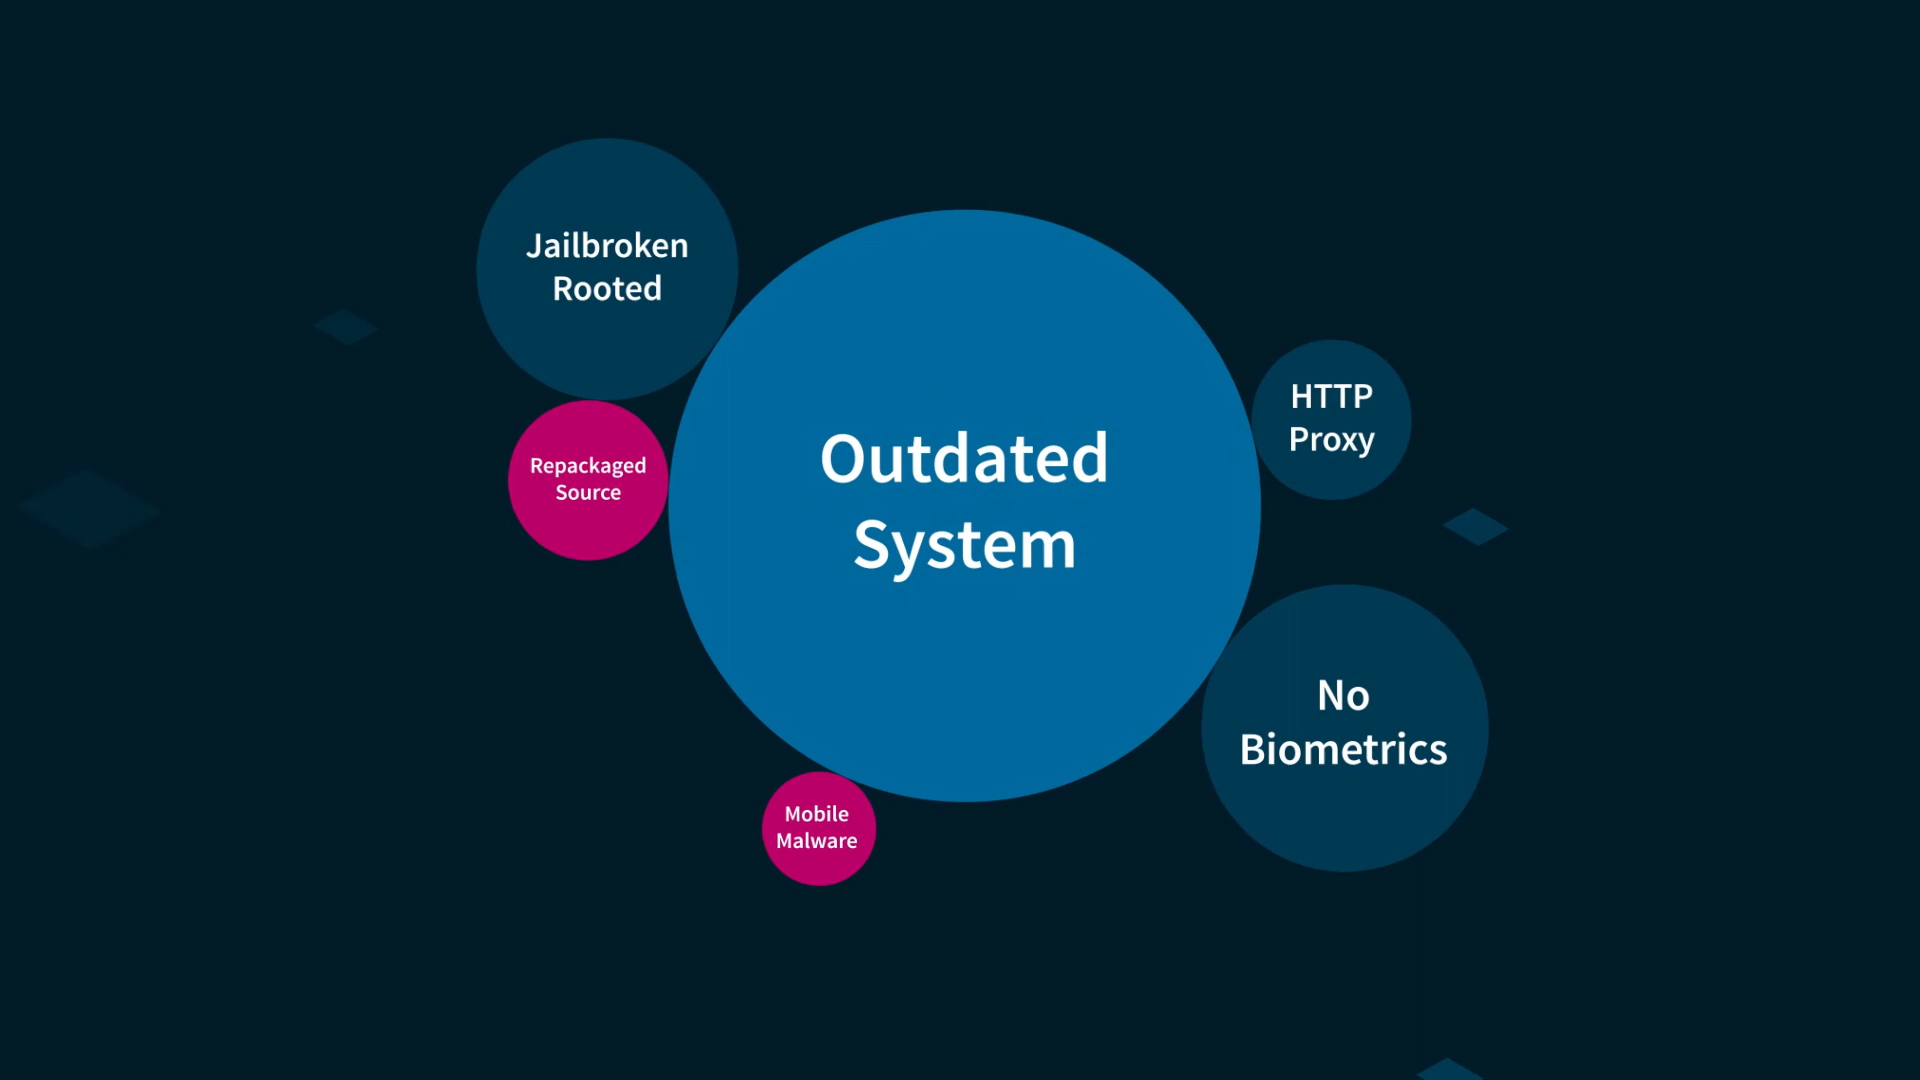 Jailbroken
Rooted
Repackaged
Source
Outdated
System
HTTP
Proxy
No
Biometrics
Mobile
Malware